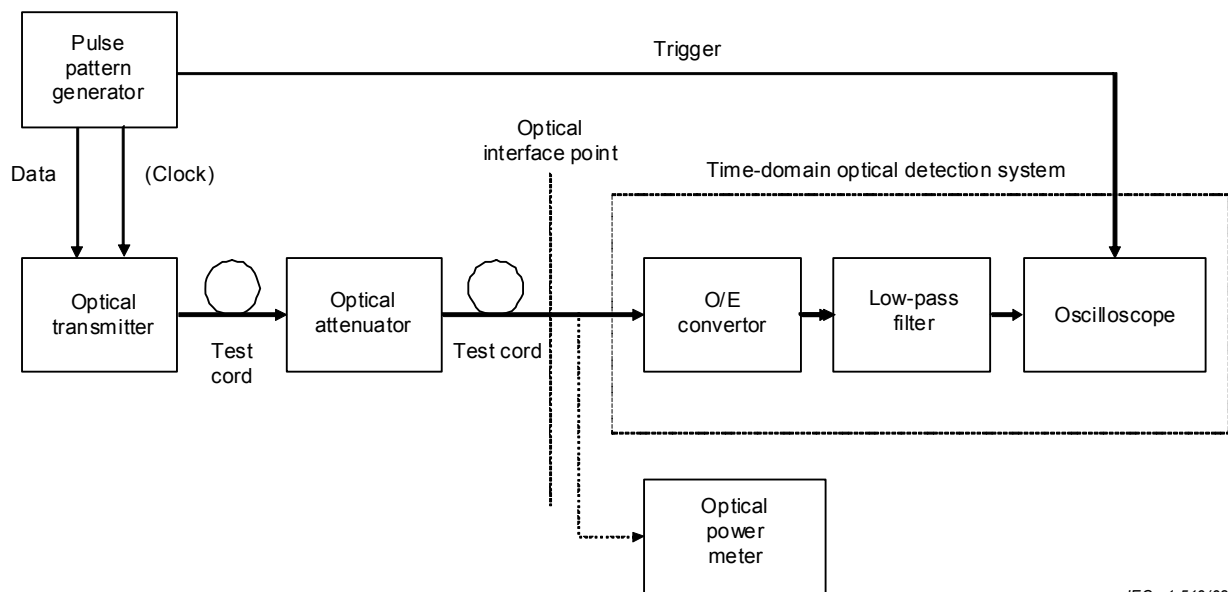 Pulse
pattern
generator
Trigger
Data
(Clock)
Optical
interface point
Time-domain optical detection system
Optical
transmitter
Test
cord
Optical
attenuator
Test cord
O/E
convertor
Low-pass
filter
Oscilloscope
Optical
power
meter